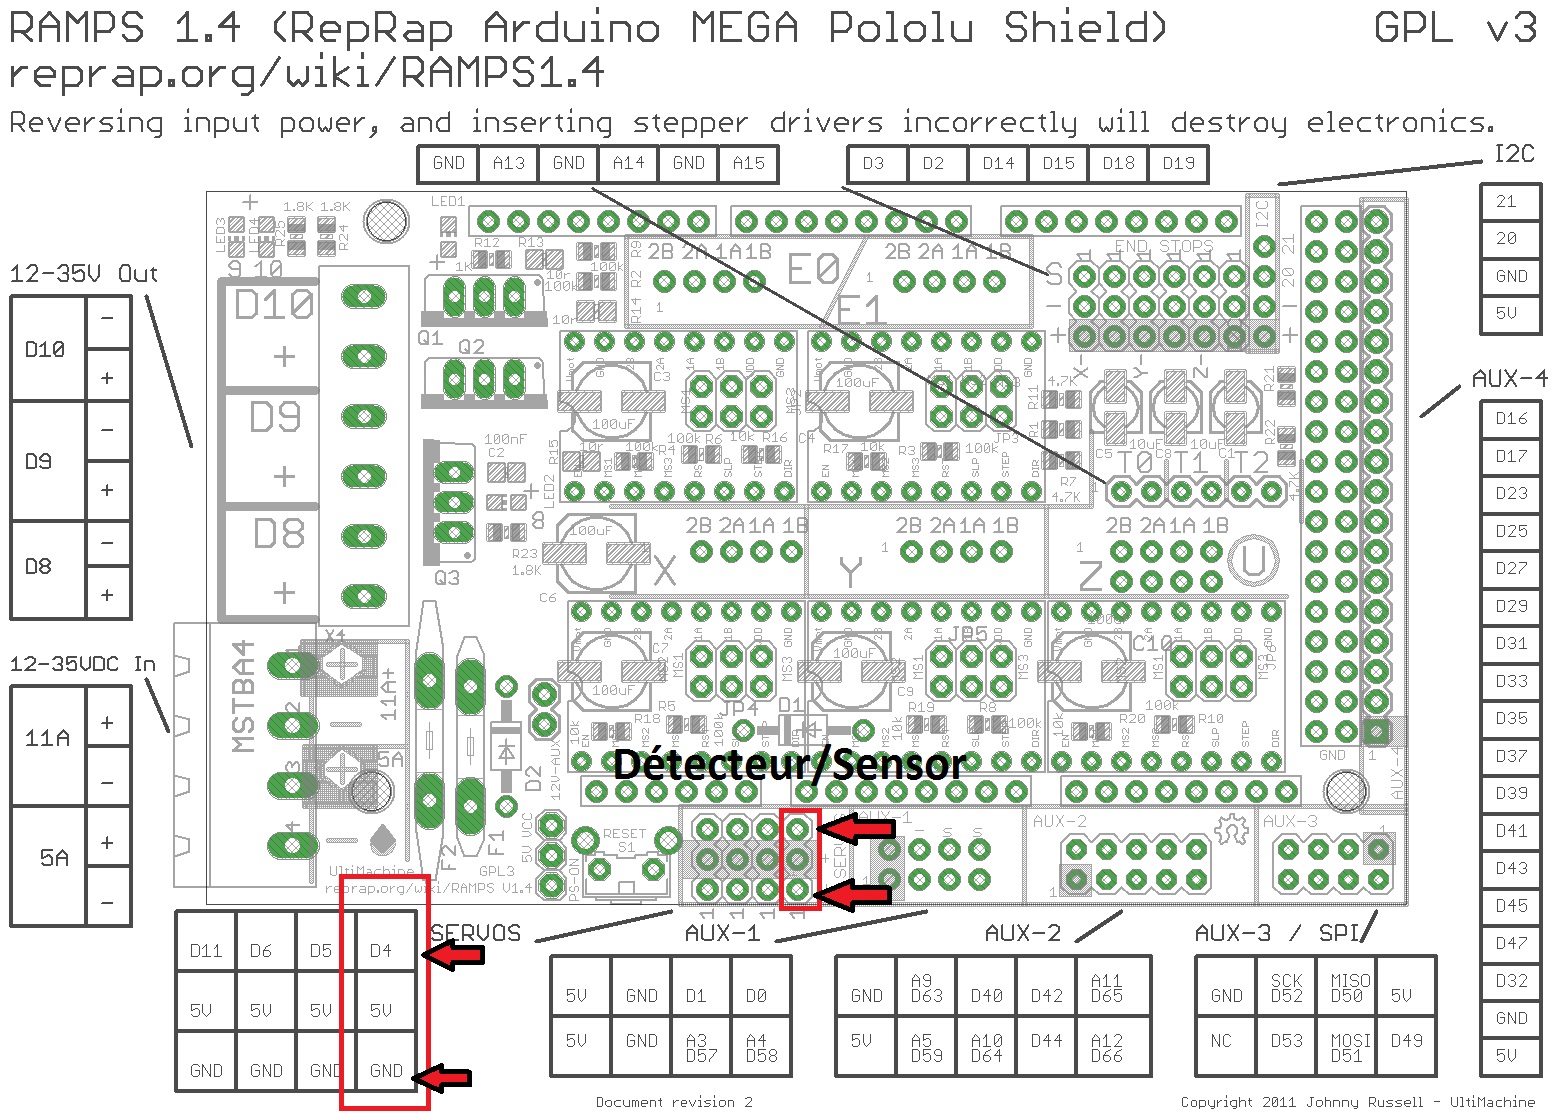 RAMPS 1.4 (RepRap Arduino MEGA Pololu Shield) GPL v3
reprap.org/wiki/RAMPS1.4
Reversing input power, and inserting stepper drivers incorrectly will destroy electronics.
GND A13 GND A14 GND A15
D3 D2 D14 D15 D18 D19
I2C
21
20
GND
5V
12-35V Out
D10 - +
D9 - +
D8 - +
12-35VDC In
11A + -
5A + -
LED3
LED4
R25
R24
1.8K 1.8K
9 10
D10
+
D9
+
D8
+
LED1
R12
R13
1K
10r
100k
100k
R9
R2
R14
10r
Q1
Q2
Q3
100nF
C2
R15
LED2
R23
1.8K
C6
2B 2A 1A 1B
E0
2B 2A 1A 1B
E1
END STOPS
S
-
+
X-
Y-
Z-
I2C
20 21
100uF
C3
100uF
C4
JP3
R11
R1
R7
4.7K
4.7K
4.7K
R21
R22
10uF
10uF
C5
C8
C1
T0 T1 T2
AUX-4
D16
D17
D23
D25
D27
D29
D31
D33
D35
D37
D39
D41
D43
D45
D47
D32
GND
5V
100uF
2B 2A 1A 1B
X
2B 2A 1A 1B
Y
2B 2A 1A 1B
Z
U
MSTBA4
X4
11A+
5A
100uF
C7
JP4
D1
100uF
C9
JP5
C10
R18
R5
R19
R8
R20
R10
GND
1
AUX-4
D2
12V-AUX
F2
F1
Détecteur/Sensor
5V VCC
PS-ON
RESET
S1
SERVOS
AUX-1
- S S
AUX-2
AUX-3
UltiMachine GPL3
reprap.org/wiki/RAMPS V1.4
SERVOS
AUX-1
AUX-2
AUX-3 / SPI
D11 D6 D5 D4
5V 5V 5V 5V
GND GND GND GND
5V GND D1 D0
5V GND A3 D57 A4 D58
GND A9 D63 D40 D42 A11 D65
5V A5 D59 A10 D64 D44 A12 D66
GND SCK D52 MISO D50 5V
NC D53 MOSI D51 D49
Document revision 2
Copyright 2011 Johnny Russell - UltiMachine